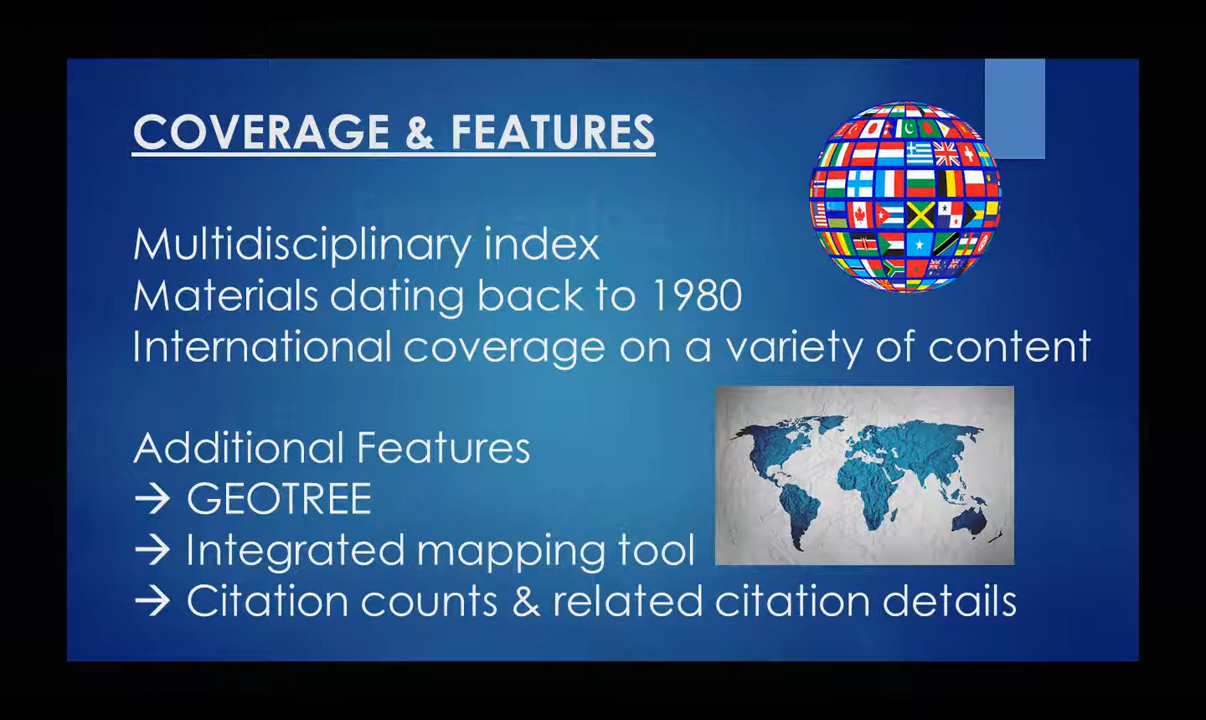 COVERAGE & FEATURES
Multidisciplinary index
Materials dating back to 1980
International coverage on a variety of content
Additional Features
→ GEOTREE
→ Integrated mapping tool
→ Citation counts & related citation details